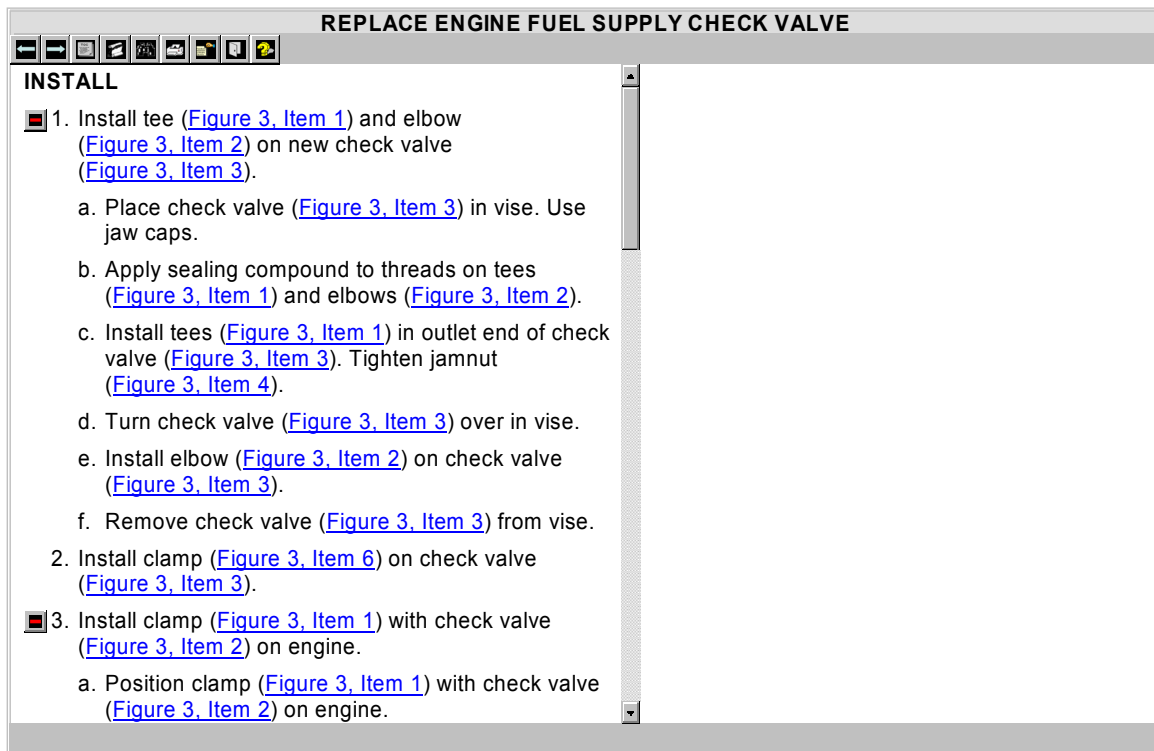 REPLACE ENGINE FUEL SUPPLY CHECK VALVE
INSTALL
1. Install tee (Figure 3, Item 1) and elbow
(Figure 3, Item 2) on new check valve
(Figure 3, Item 3).
a. Place check valve (Figure 3, Item 3) in vise. Use
jaw caps.
b. Apply sealing compound to threads on tees
(Figure 3, Item 1) and elbows (Figure 3, Item 2).
c. Install tees (Figure 3, Item 1) in outlet end of check
valve (Figure 3, Item 3). Tighten jamnut
(Figure 3, Item 4).
d. Turn check valve (Figure 3, Item 3) over in vise.
e. Install elbow (Figure 3, Item 2) on check valve
(Figure 3, Item 3).
f. Remove check valve (Figure 3, Item 3) from vise.
2. Install clamp (Figure 3, Item 6) on check valve
(Figure 3, Item 3).
3. Install clamp (Figure 3, Item 1) with check valve
(Figure 3, Item 2) on engine.
a. Position clamp (Figure 3, Item 1) with check valve
(Figure 3, Item 2) on engine.